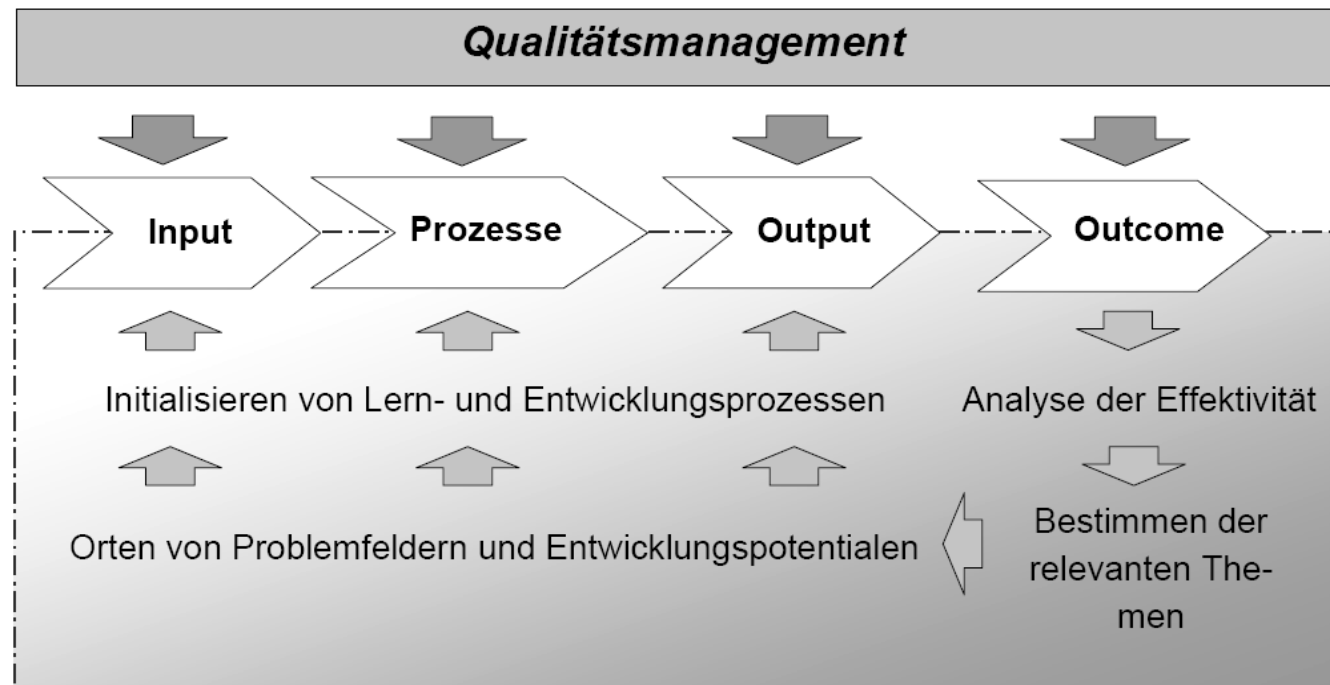 Qualitätsmanagement
Input
Prozesse
Output
Outcome
Initialisieren von Lern- und Entwicklungsprozessen
Analyse der Effektivität
Orten von Problemfeldern und Entwicklungspotentialen
Bestimmen der
relevanten The-
men